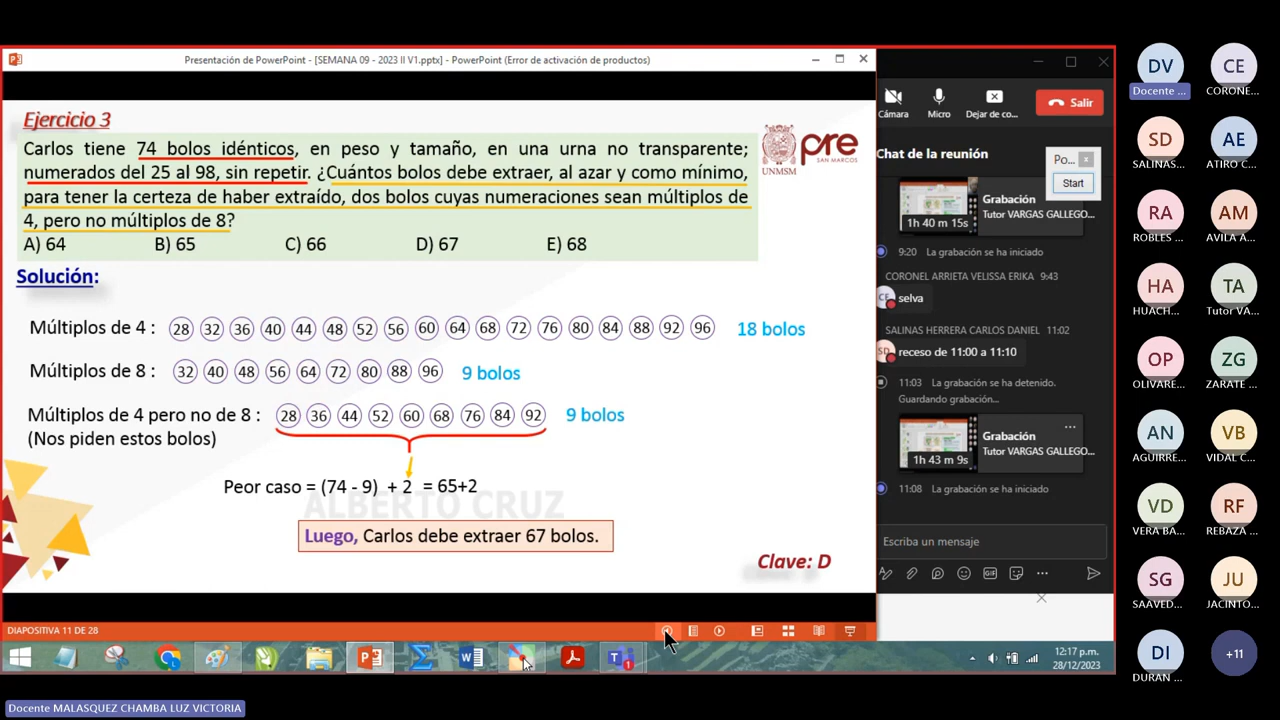 Presentación de PowerPoint - [SEMANA 09 - 2023 II V1.pptx] - PowerPoint (Error de activación de productos)
Ejercicio 3
Carlos tiene 74 bolos idénticos, en peso y tamaño, en una urna no transparente;
numerados del 25 al 98, sin repetir. ¿Cuántos bolos debe extraer, al azar y como mínimo,
para tener la certeza de haber extraído, dos bolos cuyas numeraciones sean múltiplos de
4, pero no múltiplos de 8?
A) 64 B) 65 C) 66 D) 67 E) 68
pre
SAN MARCOS
UNMSM
Solución:
Múltiplos de 4 : 28 32 36 40 44 48 52 56 60 64 68 72 76 80 84 88 92 96 18 bolos
Múltiplos de 8 : 32 40 48 56 64 72 80 88 96 9 bolos
Múltiplos de 4 pero no de 8 : 28 36 44 52 60 68 76 84 92 9 bolos
(Nos piden estos bolos)
Peor caso = (74 - 9) + 2 = 65+2
ALBERTO CRUZ
Luego, Carlos debe extraer 67 bolos.
Clave: D
DIAPOSITIVA 11 DE 28
Cámara
Micro
Dejar de co...
Salir
Chat de la reunión
Po...
Start
Grabación
Tutor VARGAS GALLEGO...
1h 40 m 15s
9:20 La grabación se ha iniciado
CORONEL ARRIETA VELISSA ERIKA 9:43
CE
selva
SALINAS HERRERA CARLOS DANIEL 11:02
SD
receso de 11:00 a 11:10
11:03 La grabación se ha detenido.
Guardando grabación...
Grabación
Tutor VARGAS GALLEGO...
1h 43 m 9s
11:08 La grabación se ha iniciado
Escriba un mensaje
GIF
12:17 p.m.
28/12/2023
DV CE
Docente ... CORONE...
SD AE
SALINAS... ATIRO C...
RA AM
ROBLES ... AVILA A...
HA TA
HUACH... Tutor VA...
OP ZG
OLIVARE... ZARATE ...
AN VB
AGUIRRE... VIDAL C...
VD RF
VERA BA... REBAZA ...
SG JU
SAAVED... JACINTO...
DI +11
DURAN ...
Docente MALASQUEZ CHAMBA LUZ VICTORIA